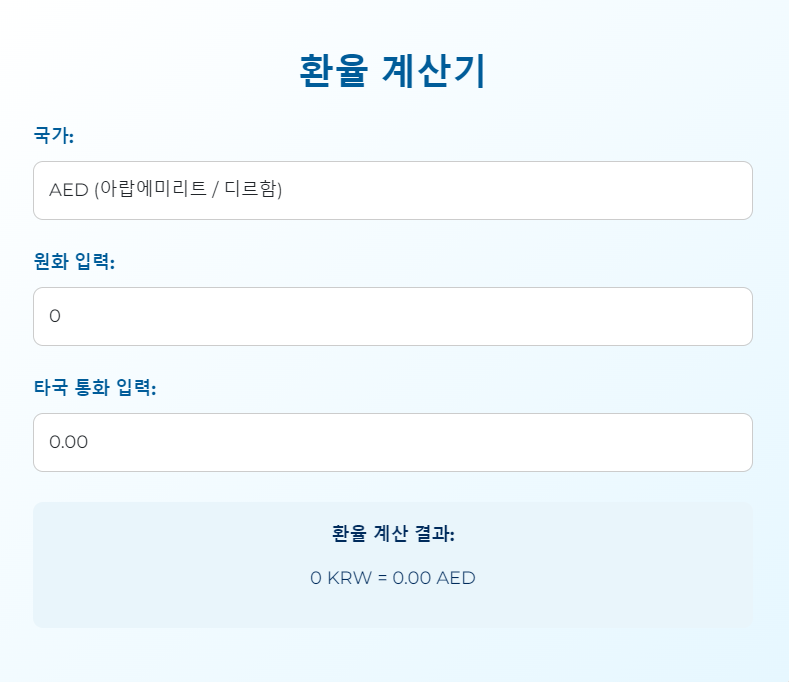 환율 계산기
국가:
AED (아랍에미리트 / 디르함)
원화 입력:
0
타국 통화 입력:
0.00
환율 계산 결과:
0 KRW = 0.00 AED